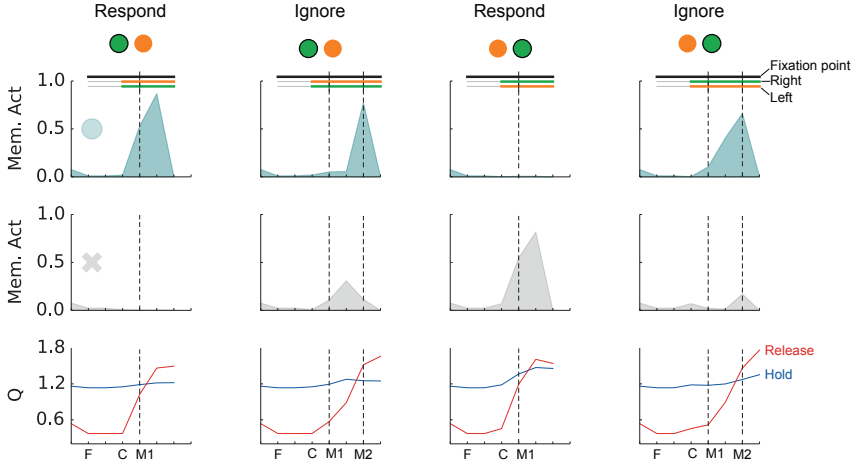 Respond
Ignore
Respond
Ignore
Fixation point
Right
Left
Mem. Act
1.0
0.5
0.0
Mem. Act
1.0
0.5
0.0
Q
1.8
1.2
0.6
Release
Hold
F C M1
F C M1 M2
F C M1
F C M1 M2